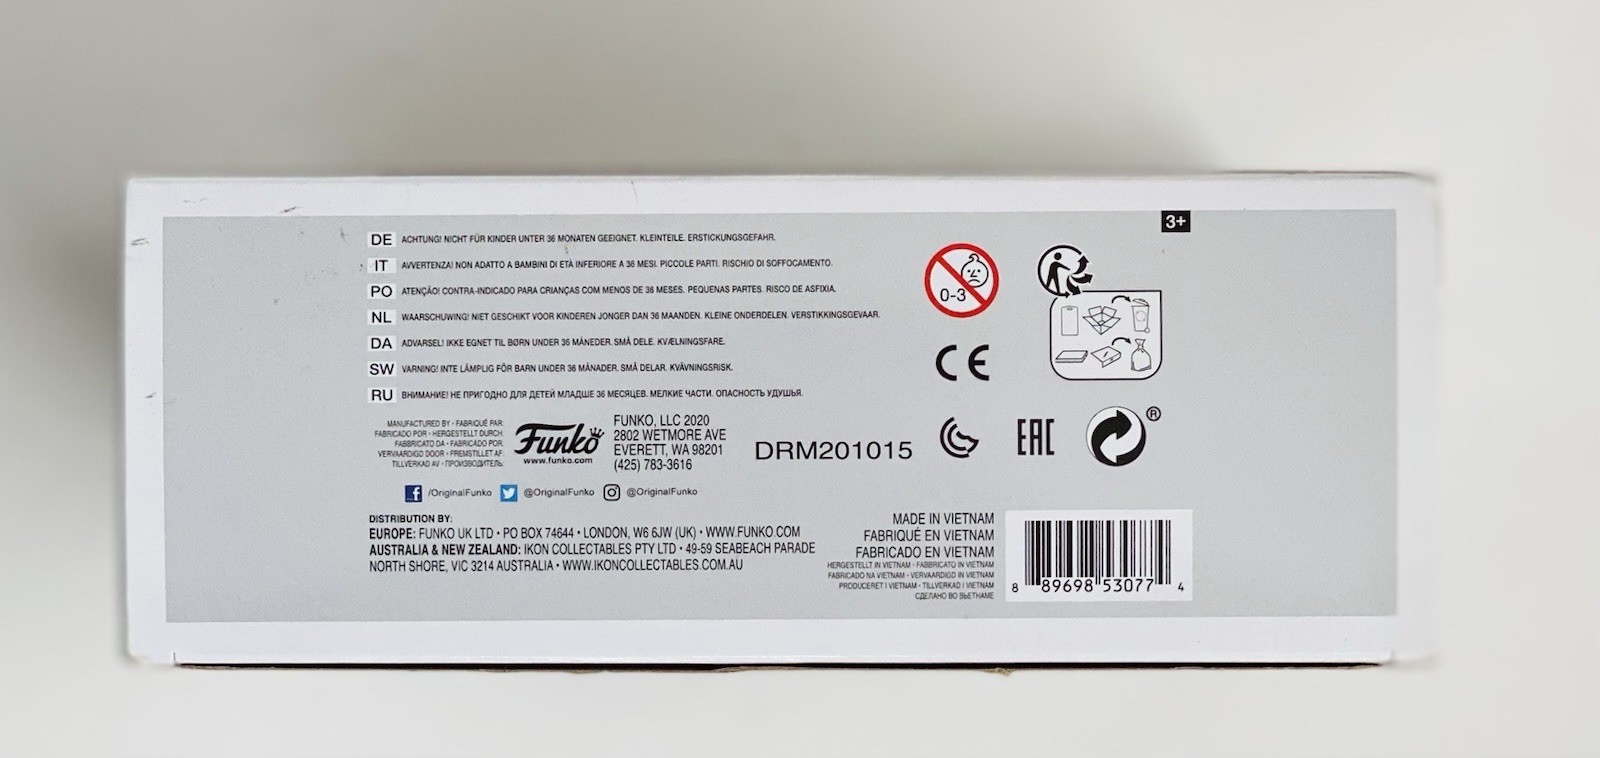 3+
DE ACHTUNG! NICHT FÜR KINDER UNTER 36 MONATEN GEEIGNET. KLEINTEILE. ERSTICKUNGSGEFAHR.
IT AVVERTENZA! NON ADATTO A BAMBINI DI ETÀ INFERIORE A 36 MESI. PICCOLE PARTI. RISCHIO DI SOFFOCAMENTO.
PO ATENÇÃO! CONTRA-INDICADO PARA CRIANÇAS COM MENOS DE 36 MESES. PEQUENAS PARTES. RISCO DE ASFIXIA.
NL WAARSCHUWING! NIET GESCHIKT VOOR KINDEREN JONGER DAN 36 MAANDEN. KLEINE ONDERDELEN. VERSTIKKINGSGEVAAR.
DA ADVARSEL! IKKE EGNET TIL BØRN UNDER 36 MÅNEDER. SMÅ DELE. KVÆLNINGSFARE.
SW VARNING! INTE LÄMPLIG FÖR BARN UNDER 36 MÅNADER. SMÅ DELAR. KVÄVNINGSRISK.
RU ВНИМАНИЕ! НЕ ПРИГОДНО ДЛЯ ДЕТЕЙ МЛАДШЕ 36 МЕСЯЦЕВ. МЕЛКИЕ ЧАСТИ. ОПАСНОСТЬ УДУШЬЯ.
0-3
CE
MANUFACTURED BY • FABRIQUÉ PAR
FABRICADO POR • HERGESTELLT DURCH
FABBRICATO DA • FABRICADO POR
VERVAARDIGD DOOR • FREMSTILLET AF
TILLVERKAD AV • ПРОИЗВОДИТЕЛЬ:
Funko
www.funko.com
FUNKO, LLC 2020
2802 WETMORE AVE
EVERETT, WA 98201
(425) 783-3616
DRM201015
EAC
®
/OriginalFunko @OriginalFunko @OriginalFunko
DISTRIBUTION BY:
EUROPE: FUNKO UK LTD • PO BOX 74644 • LONDON, W6 6JW (UK) • WWW.FUNKO.COM
AUSTRALIA & NEW ZEALAND: IKON COLLECTABLES PTY LTD • 49-59 SEABEACH PARADE
NORTH SHORE, VIC 3214 AUSTRALIA • WWW.IKONCOLLECTABLES.COM.AU
MADE IN VIETNAM
FABRIQUÉ EN VIETNAM
FABRICADO EN VIETNAM
HERGESTELLT IN VIETNAM • FABBRICATO IN VIETNAM
FABRICADO NA VIETNAM • VERVAARDIGD IN VIETNAM
PRODUCERET I VIETNAM • TILLVERKAD I VIETNAM
СДЕЛАНО ВО ВЬЕТНАМЕ
8 89698 53077 4